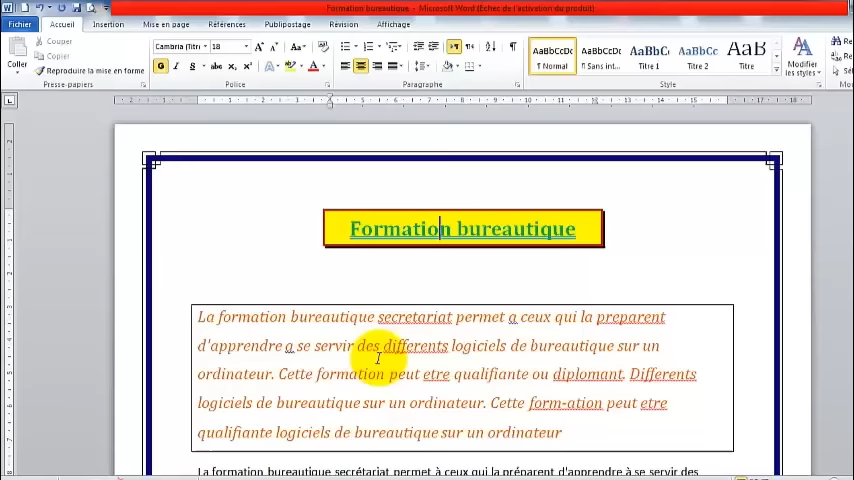 Formation bureautique - Microsoft Word (Échec de l'activation du produit)
Fichier Accueil Insertion Mise en page Références Publipostage Révision Affichage
Couper
Copier
Coller
Reproduire la mise en forme
Presse-papiers
Cambria (Titre 18
Police
Paragraphe
AaBbCcDc AaBbCcDc AaBbC AaBbCc AaB
¶ Normal ¶ Sans int... Titre 1 Titre 2 Titre
Modifier les styles
Style
Formation bureautique
La formation bureautique secretariat permet a ceux qui la preparent
d'apprendre a se servir des differents logiciels de bureautique sur un
ordinateur. Cette formation peut etre qualifiante ou diplomant. Differents
logiciels de bureautique sur un ordinateur. Cette form-ation peut etre
qualifiante logiciels de bureautique sur un ordinateur
La formation bureautique secrétariat permet à ceux qui la préparent d'apprendre à se servir des